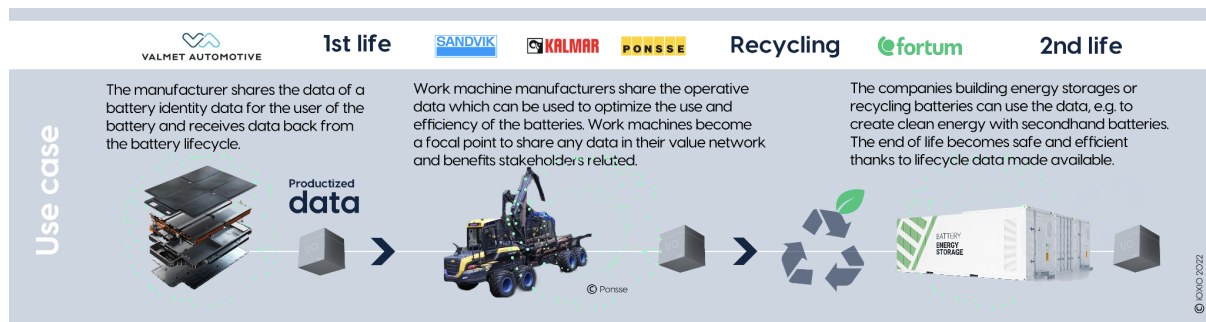 VALMET AUTOMOTIVE
1st life
SANDVIK
KALMAR
PONSSE
Recycling
fortum
2nd life
Use case
The manufacturer shares the data of a
battery identity data for the user of the
battery and receives data back from
the battery lifecycle.
Productized
data
I/O
Work machine manufacturers share the operative
data which can be used to optimize the use and
efficiency of the batteries. Work machines become
a focal point to share any data in their value network
and benefits stakeholders reluted.
© Ponsse
I/O
The companies building energy storages or
recycling batteries can use the data, e.g. to
create clean energy with secondhand batteries.
The end of life becomes safe and efficient
thanks to lifecycle data made available.
BATTERY
ENERGY
STORAGE
I/O
© IOXIO 2022